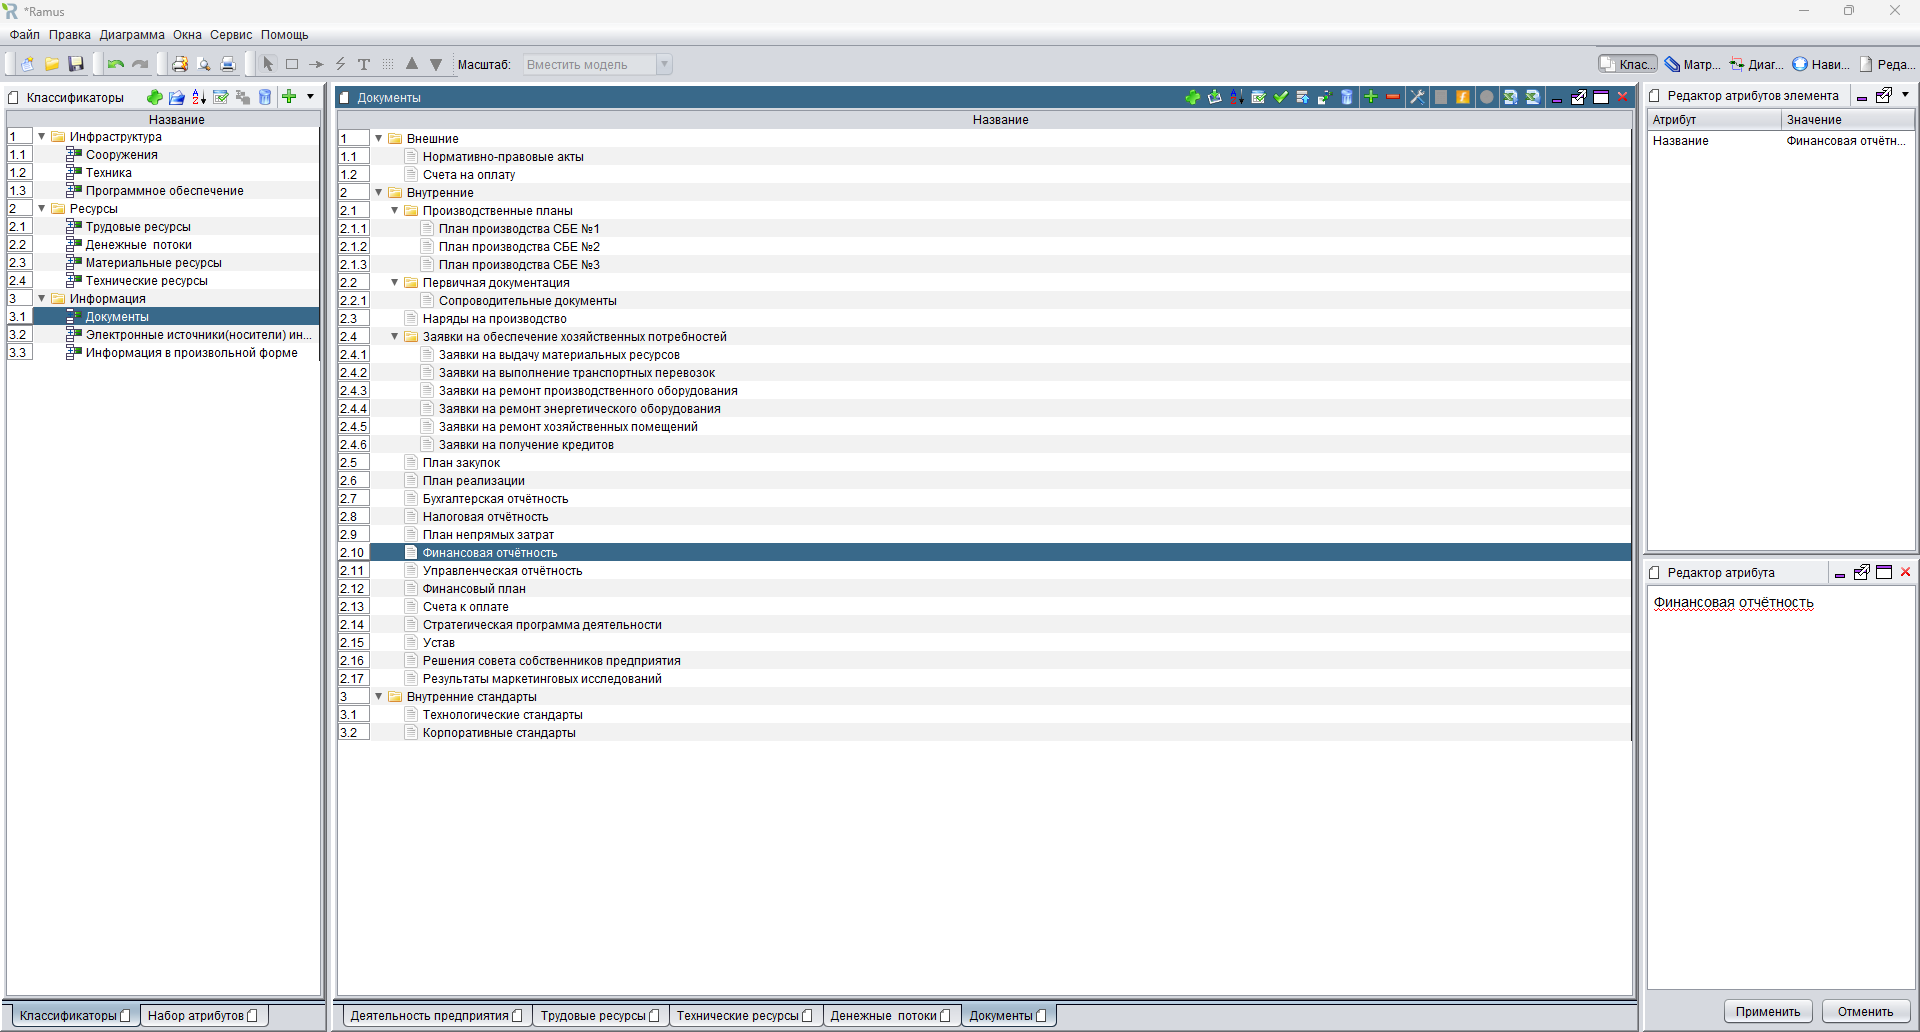 *Ramus
Файл Правка Диаграмма Окна Сервис Помощь
Масштаб: Вместить модель
Клас... Матр... Диаг... Нави... Реда...
Классификаторы
Название
1 Инфраструктура
1.1 Сооружения
1.2 Техника
1.3 Программное обеспечение
2 Ресурсы
2.1 Трудовые ресурсы
2.2 Денежные потоки
2.3 Материальные ресурсы
2.4 Технические ресурсы
3 Информация
3.1 Документы
3.2 Электронные источники(носители) ин...
3.3 Информация в произвольной форме
Классификаторы Набор атрибутов
Документы
Название
1 Внешние
1.1 Нормативно-правовые акты
1.2 Счета на оплату
2 Внутренние
2.1 Производственные планы
2.1.1 План производства СБЕ №1
2.1.2 План производства СБЕ №2
2.1.3 План производства СБЕ №3
2.2 Первичная документация
2.2.1 Сопроводительные документы
2.3 Наряды на производство
2.4 Заявки на обеспечение хозяйственных потребностей
2.4.1 Заявки на выдачу материальных ресурсов
2.4.2 Заявки на выполнение транспортных перевозок
2.4.3 Заявки на ремонт производственного оборудования
2.4.4 Заявки на ремонт энергетического оборудования
2.4.5 Заявки на ремонт хозяйственных помещений
2.4.6 Заявки на получение кредитов
2.5 План закупок
2.6 План реализации
2.7 Бухгалтерская отчётность
2.8 Налоговая отчётность
2.9 План непрямых затрат
2.10 Финансовая отчётность
2.11 Управленческая отчётность
2.12 Финансовый план
2.13 Счета к оплате
2.14 Стратегическая программа деятельности
2.15 Устав
2.16 Решения совета собственников предприятия
2.17 Результаты маркетинговых исследований
3 Внутренние стандарты
3.1 Технологические стандарты
3.2 Корпоративные стандарты
Деятельность предприятия Трудовые ресурсы Технические ресурсы Денежные потоки Документы
Редактор атрибутов элемента
Атрибут Значение
Название Финансовая отчётн...
Редактор атрибута
Финансовая отчётность
Применить Отменить